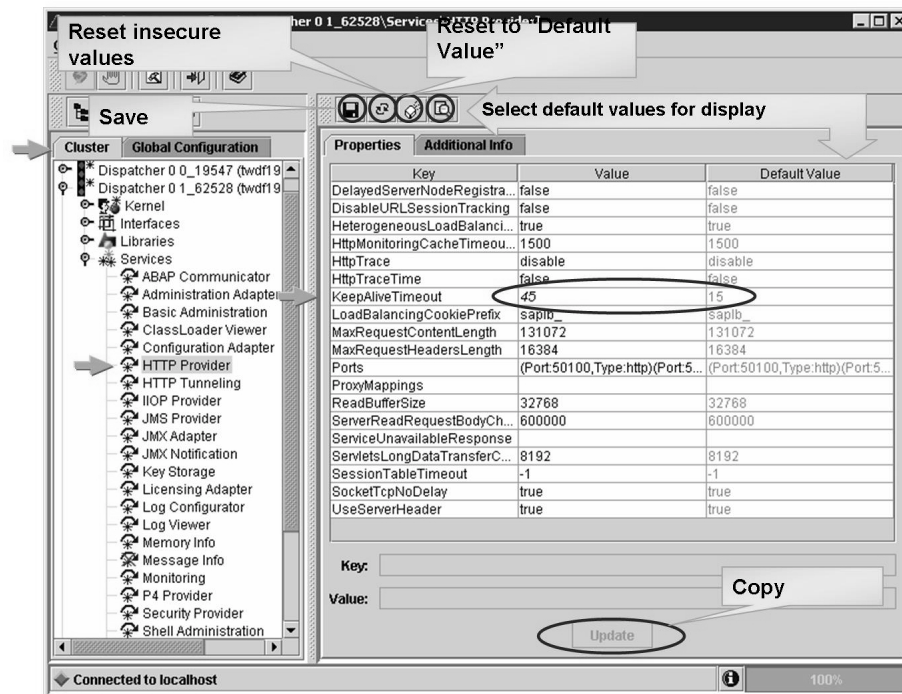 her 0 1_62528\Services\HTTP Provider]
Reset insecure
values
Reset to "Default
Value"
Save
Select default values for display
Cluster
Global Configuration
Properties
Additional Info
Dispatcher 0 0_19547 (twdf19
Dispatcher 0 1_62528 (twdf19
Kernel
Interfaces
Libraries
Services
ABAP Communicator
Administration Adapte
Basic Administration
ClassLoader Viewer
Configuration Adapter
HTTP Provider
HTTP Tunneling
IIOP Provider
JMS Provider
JMX Adapter
JMX Notification
Key Storage
Licensing Adapter
Log Configurator
Log Viewer
Memory Info
Message Info
Monitoring
P4 Provider
Security Provider
Shell Administration
Key Value Default Value
DelayedServerNodeRegistra... false false
DisableURLSessionTracking false false
HeterogeneousLoadBalanci... true true
HttpMonitoringCacheTimeou... 1500 1500
HttpTrace disable disable
HttpTraceTime false false
KeepAliveTimeout 45 15
LoadBalancingCookiePrefix saplb_ saplb_
MaxRequestContentLength 131072 131072
MaxRequestHeadersLength 16384 16384
Ports (Port:50100,Type:http)(Port:5... (Port:50100,Type:http)(Port:5...
ProxyMappings
ReadBufferSize 32768 32768
ServerReadRequestBodyCh... 600000 600000
ServiceUnavailableResponse
ServletsLongDataTransferC... 8192 8192
SessionTableTimeout -1 -1
SocketTcpNoDelay true true
UseServerHeader true true
Key:
Value:
Copy
Update
Connected to localhost
100%